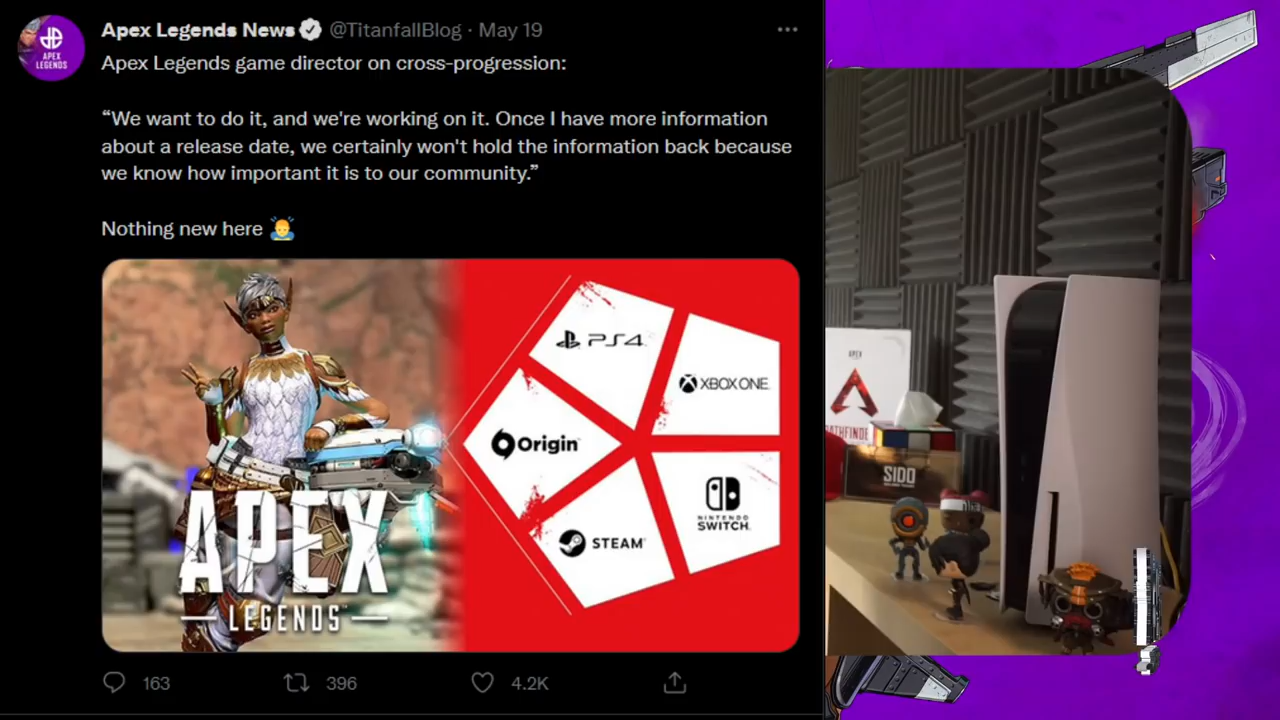 Apex Legends News @TitanfallBlog · May 19
Apex Legends game director on cross-progression:
“We want to do it, and we're working on it. Once I have more information
about a release date, we certainly won't hold the information back because
we know how important it is to our community.”
Nothing new here
APEX
LEGENDS
PS4
XBOX ONE
Origin
NINTENDO
SWITCH
STEAM
APEX
LEGENDS
163
396
4.2K
APEX
PATHFINDE
SIDO